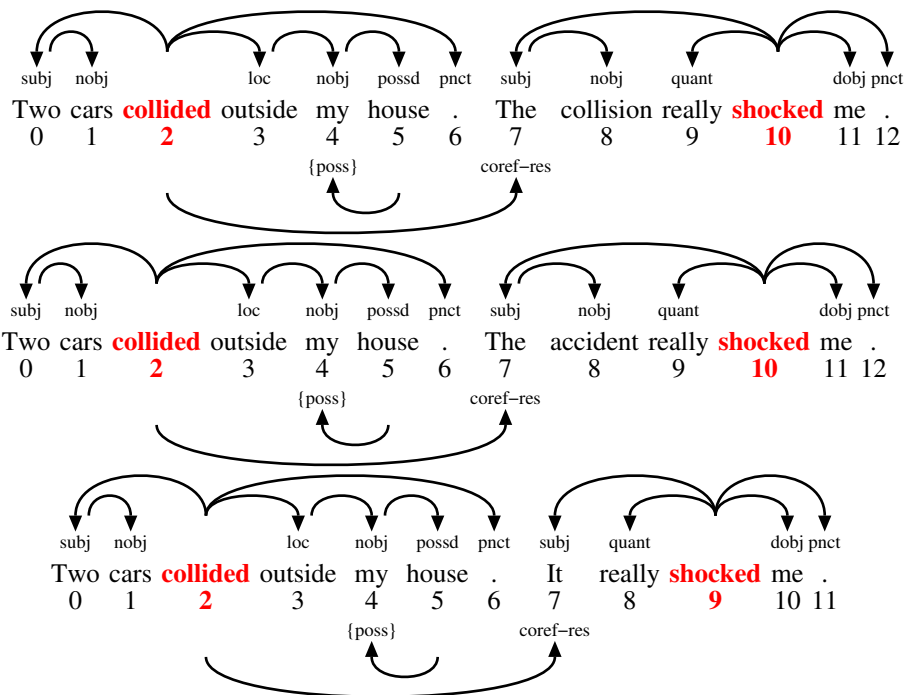 subj nobj loc nobj possd pnct subj nobj quant dobj pnct
Two cars collided outside my house . The collision really shocked me .
0 1 2 3 4 5 6 7 8 9 10 11 12
{poss} coref–res
subj nobj loc nobj possd pnct subj nobj quant dobj pnct
Two cars collided outside my house . The accident really shocked me .
0 1 2 3 4 5 6 7 8 9 10 11 12
{poss} coref–res
subj nobj loc nobj possd pnct subj quant dobj pnct
Two cars collided outside my house . It really shocked me .
0 1 2 3 4 5 6 7 8 9 10 11
{poss} coref–res